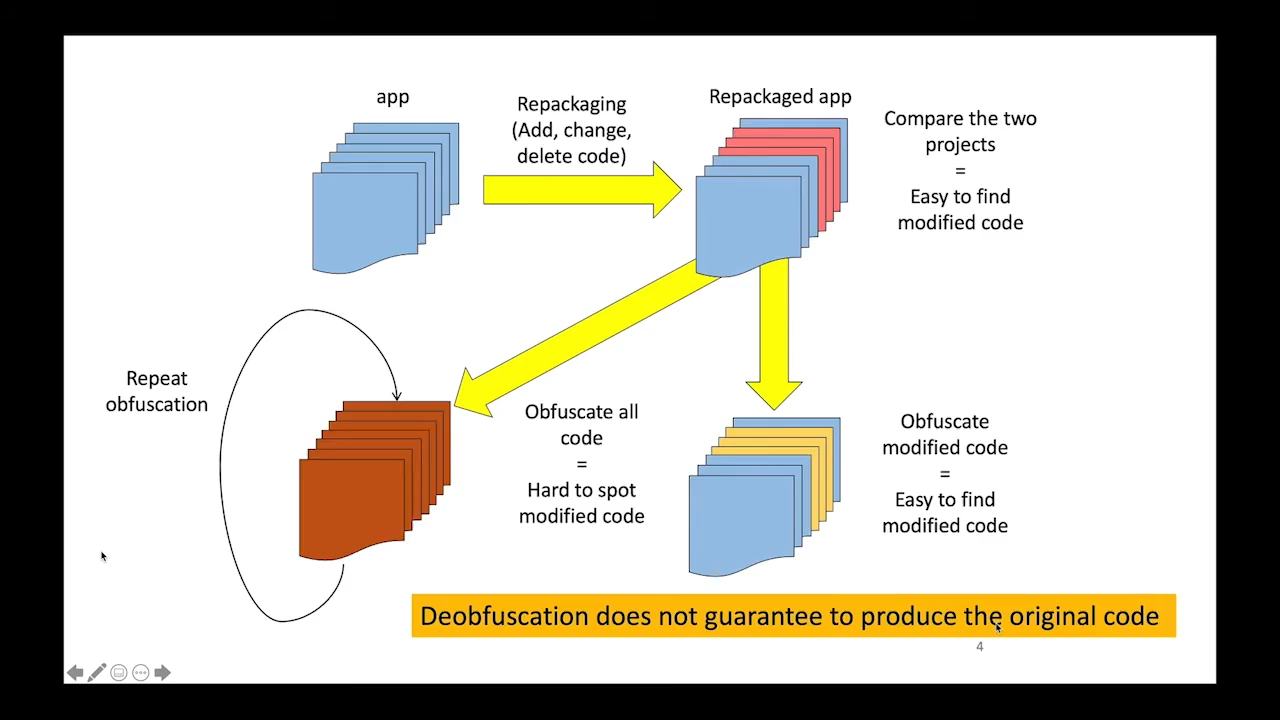 app
Repackaging
(Add, change,
delete code)
Repackaged app
Compare the two
projects
=
Easy to find
modified code
Repeat
obfuscation
Obfuscate all
code
=
Hard to spot
modified code
Obfuscate
modified code
=
Easy to find
modified code
Deobfuscation does not guarantee to produce the original code
4